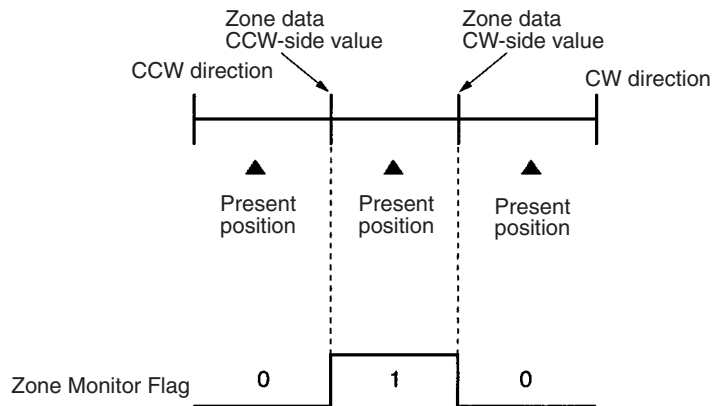 Zone data
CCW-side value
Zone data
CW-side value
CCW direction
CW direction
Present
position
Present
position
Present
position
Zone Monitor Flag
0
1
0